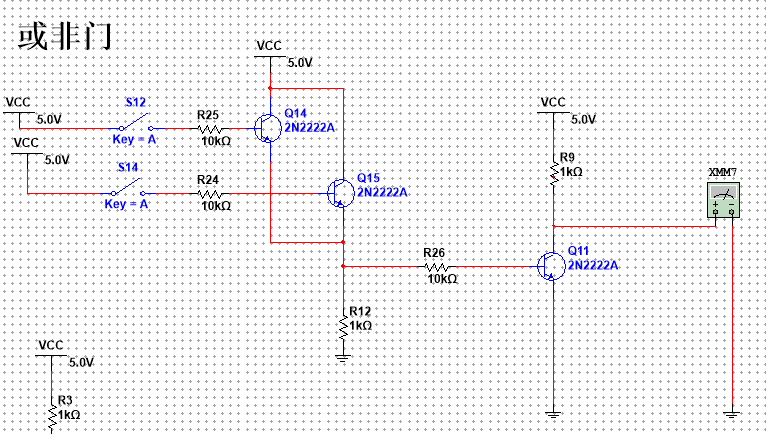 或非门
VCC
5.0V
VCC
5.0V
S12
Key = A
R25
10kΩ
Q14
2N2222A
VCC
5.0V
S14
Key = A
R24
10kΩ
Q15
2N2222A
VCC
5.0V
R9
1kΩ
XMM7
R26
10kΩ
Q11
2N2222A
R12
1kΩ
VCC
5.0V
R3
1kΩ